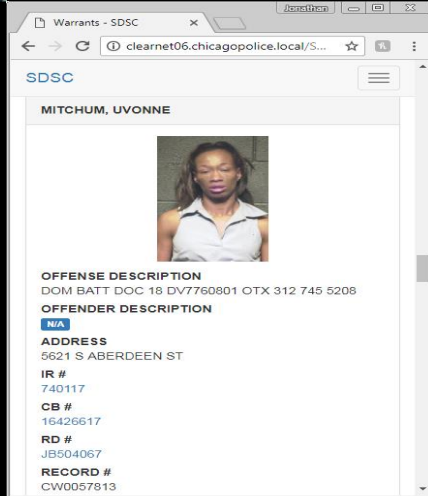 Jonathan
Warrants - SDSC
clearnet06.chicagopolice.local/S...
SDSC
MITCHUM, UVONNE
OFFENSE DESCRIPTION
DOM BATT DOC 18 DV7760801 OTX 312 745 5208
OFFENDER DESCRIPTION
N/A
ADDRESS
5621 S ABERDEEN ST
IR #
740117
CB #
16426617
RD #
JB504067
RECORD #
CW0057813